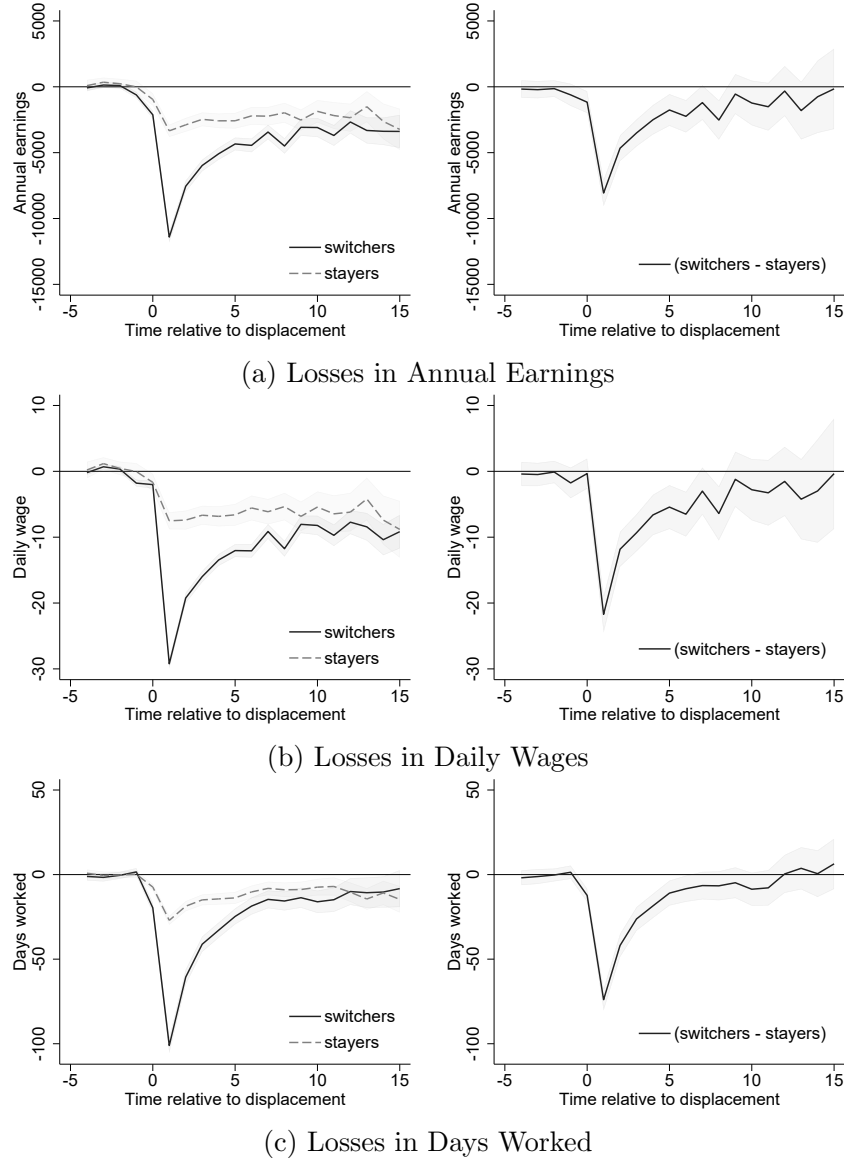 Annual earnings
5000
0
-5000
-10000
-15000
switchers
stayers
-5 0 5 10 15
Time relative to displacement
Annual earnings
5000
0
-5000
-10000
-15000
(switchers - stayers)
-5 0 5 10 15
Time relative to displacement
(a) Losses in Annual Earnings
Daily wage
10
0
-10
-20
-30
switchers
stayers
-5 0 5 10 15
Time relative to displacement
Daily wage
10
0
-10
-20
-30
(switchers - stayers)
-5 0 5 10 15
Time relative to displacement
(b) Losses in Daily Wages
Days worked
50
0
-50
-100
switchers
stayers
-5 0 5 10 15
Time relative to displacement
Days worked
50
0
-50
-100
(switchers - stayers)
-5 0 5 10 15
Time relative to displacement
(c) Losses in Days Worked